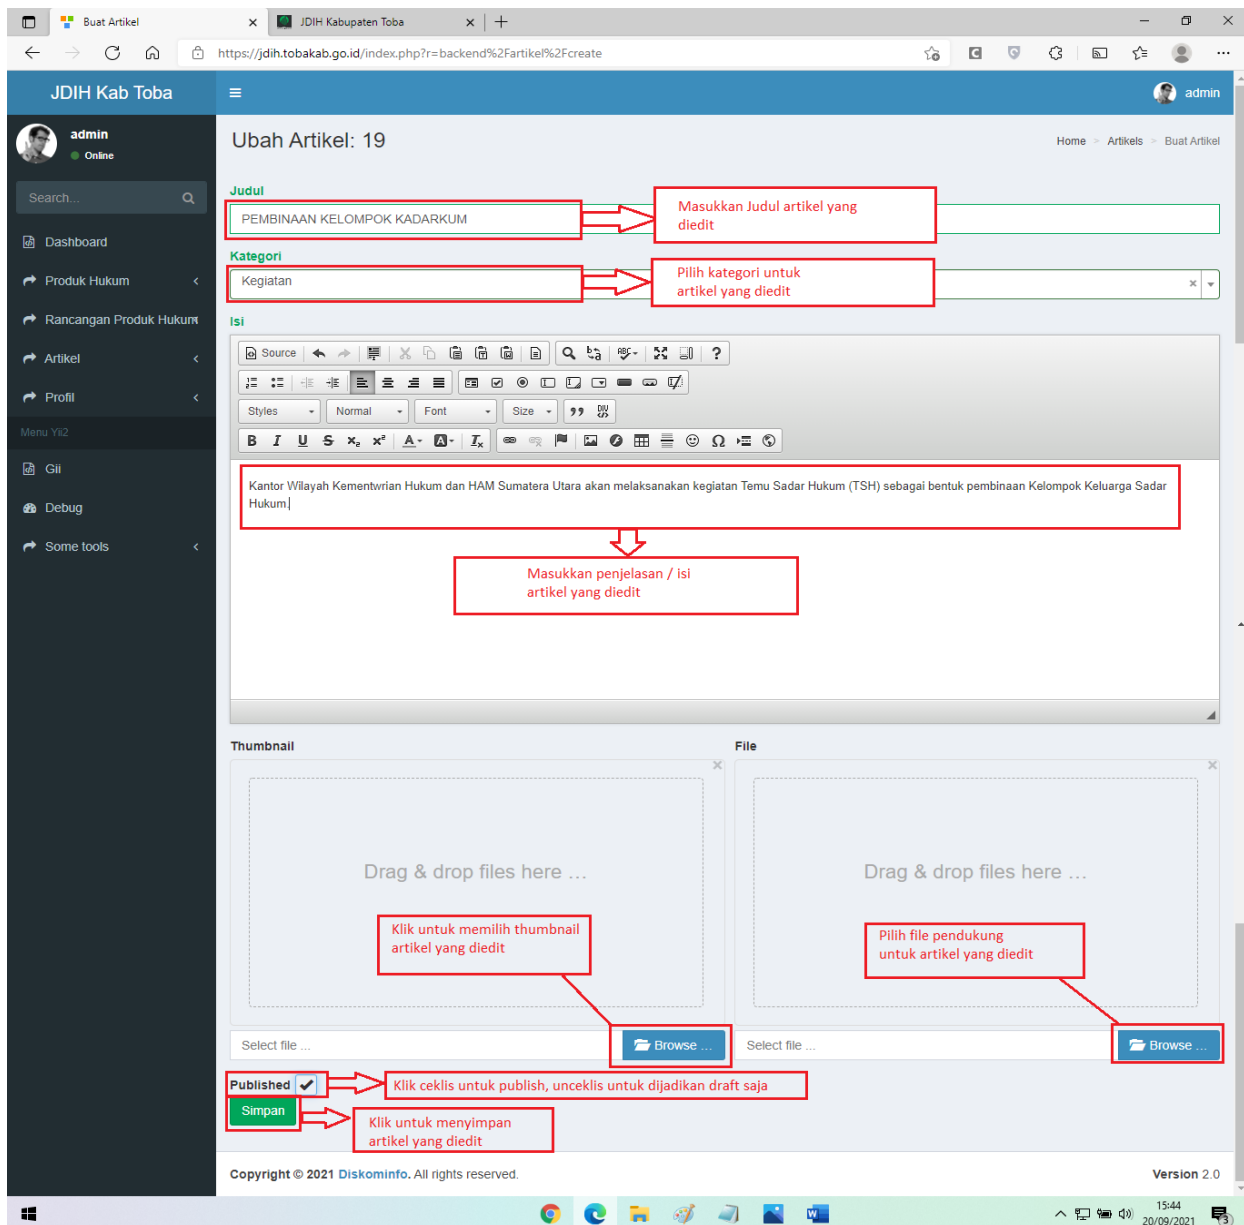 Buat Artikel
JDIH Kabupaten Toba
https://jdih.tobakab.go.id/index.php?r=backend%2Fartikel%2Fcreate
JDIH Kab Toba
admin
admin
Online
Ubah Artikel: 19
Home > Artikels > Buat Artikel
Search...
Dashboard
Produk Hukum
Rancangan Produk Hukum
Artikel
Profil
Menu Yii2
Gii
Debug
Some tools
Judul
PEMBINAAN KELOMPOK KADARKUM
Masukkan Judul artikel yang
diedit
Kategori
Kegiatan
Pilih kategori untuk
artikel yang diedit
Isi
Source
Styles Normal Font Size
Kantor Wilayah Kementwrian Hukum dan HAM Sumatera Utara akan melaksanakan kegiatan Temu Sadar Hukum (TSH) sebagai bentuk pembinaan Kelompok Keluarga Sadar
Hukum.
Masukkan penjelasan / isi
artikel yang diedit
Thumbnail
File
Drag & drop files here ...
Drag & drop files here ...
Klik untuk memilih thumbnail
artikel yang diedit
Pilih file pendukung
untuk artikel yang diedit
Select file ...
Browse ...
Select file ...
Browse ...
Published
Klik ceklis untuk publish, unceklis untuk dijadikan draft saja
Simpan
Klik untuk menyimpan
artikel yang diedit
Copyright © 2021 Diskominfo. All rights reserved.
Version 2.0
15:44
20/09/2021